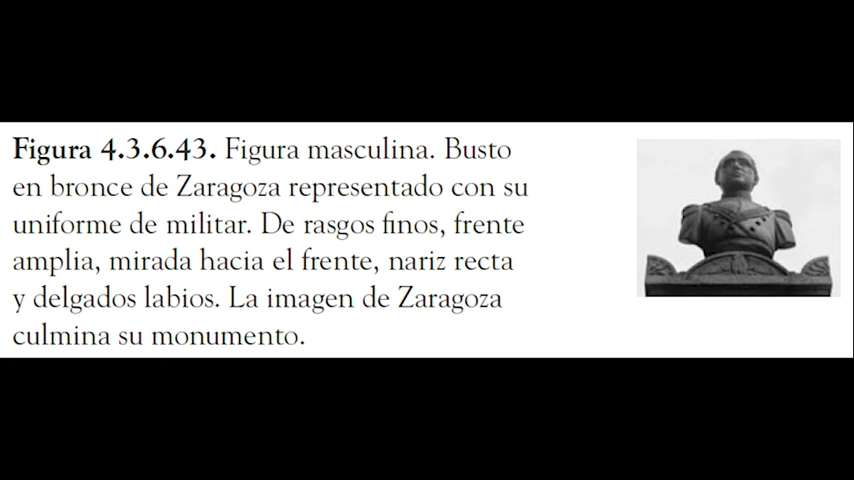 Figura 4.3.6.43. Figura masculina. Busto
en bronce de Zaragoza representado con su
uniforme de militar. De rasgos finos, frente
amplia, mirada hacia el frente, nariz recta
y delgados labios. La imagen de Zaragoza
culmina su monumento.